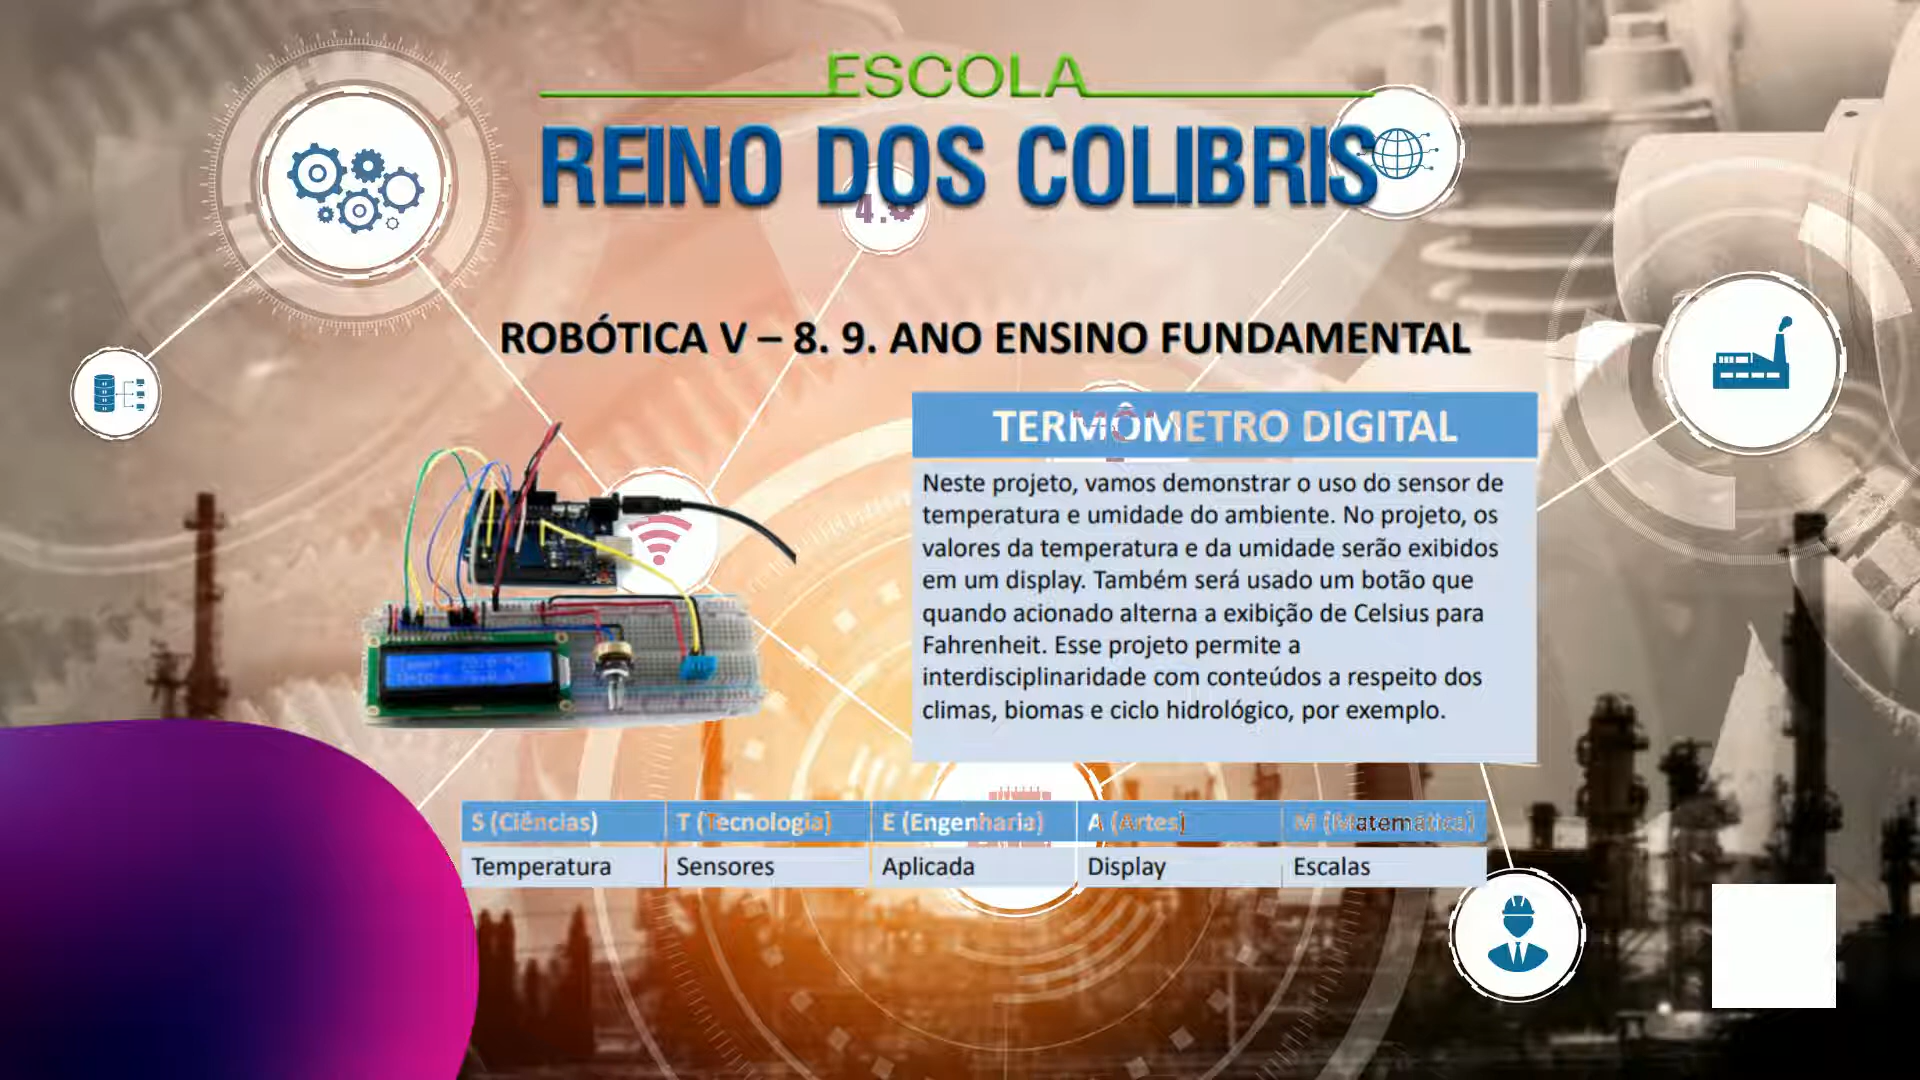 ESCOLA
REINO DOS COLIBRIS
4.
ROBÓTICA V – 8. 9. ANO ENSINO FUNDAMENTAL
TERMÔMETRO DIGITAL
Neste projeto, vamos demonstrar o uso do sensor de
temperatura e umidade do ambiente. No projeto, os
valores da temperatura e da umidade serão exibidos
em um display. Também será usado um botão que
quando acionado alterna a exibição de Celsius para
Fahrenheit. Esse projeto permite a
interdisciplinaridade com conteúdos a respeito dos
climas, biomas e ciclo hidrológico, por exemplo.
S (Ciências) T (Tecnologia) E (Engenharia) A (Artes) M (Matemática)
Temperatura Sensores Aplicada Display Escalas